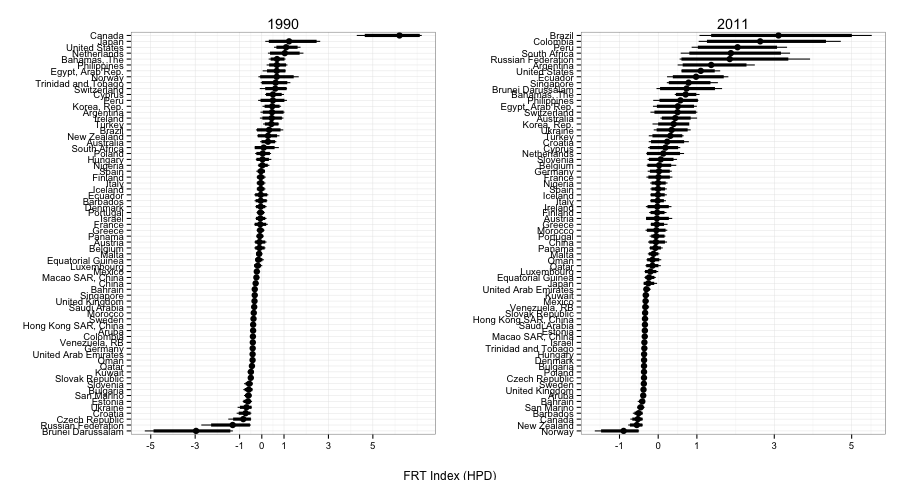 1990
Canada
Japan
United States
Netherlands
Bahamas, The
Philippines
Egypt, Arab Rep.
Norway
Trinidad and Tobago
Switzerland
Cyprus
Peru
Korea, Rep.
Argentina
Ireland
Turkey
Brazil
New Zealand
Australia
South Africa
Poland
Hungary
Nigeria
Spain
Finland
Italy
Iceland
Ecuador
Barbados
Denmark
Portugal
Israel
France
Greece
Panama
Austria
Belgium
Malta
Equatorial Guinea
Luxembourg
Mexico
Macao SAR, China
China
Bahrain
Singapore
United Kingdom
Saudi Arabia
Morocco
Sweden
Hong Kong SAR, China
Aruba
Colombia
Venezuela, RB
Germany
United Arab Emirates
Oman
Qatar
Kuwait
Slovak Republic
Slovenia
Bulgaria
San Marino
Estonia
Ukraine
Croatia
Czech Republic
Russian Federation
Brunei Darussalam
-5 -3 -1 0 1 3 5
2011
Brazil
Colombia
Peru
South Africa
Russian Federation
Argentina
United States
Ecuador
Singapore
Brunei Darussalam
Bahamas, The
Philippines
Egypt, Arab Rep.
Switzerland
Australia
Korea, Rep.
Ukraine
Turkey
Croatia
Cyprus
Netherlands
Slovenia
Belgium
Germany
France
Nigeria
Spain
Iceland
Italy
Ireland
Finland
Austria
Greece
Morocco
Portugal
China
Panama
Malta
Oman
Qatar
Luxembourg
Equatorial Guinea
Japan
United Arab Emirates
Kuwait
Mexico
Venezuela, RB
Slovak Republic
Hong Kong SAR, China
Saudi Arabia
Estonia
Macao SAR, China
Israel
Trinidad and Tobago
Hungary
Denmark
Bulgaria
Poland
Czech Republic
Sweden
United Kingdom
Aruba
Bahrain
San Marino
Barbados
Canada
New Zealand
Norway
-1 0 1 3 5
FRT Index (HPD)